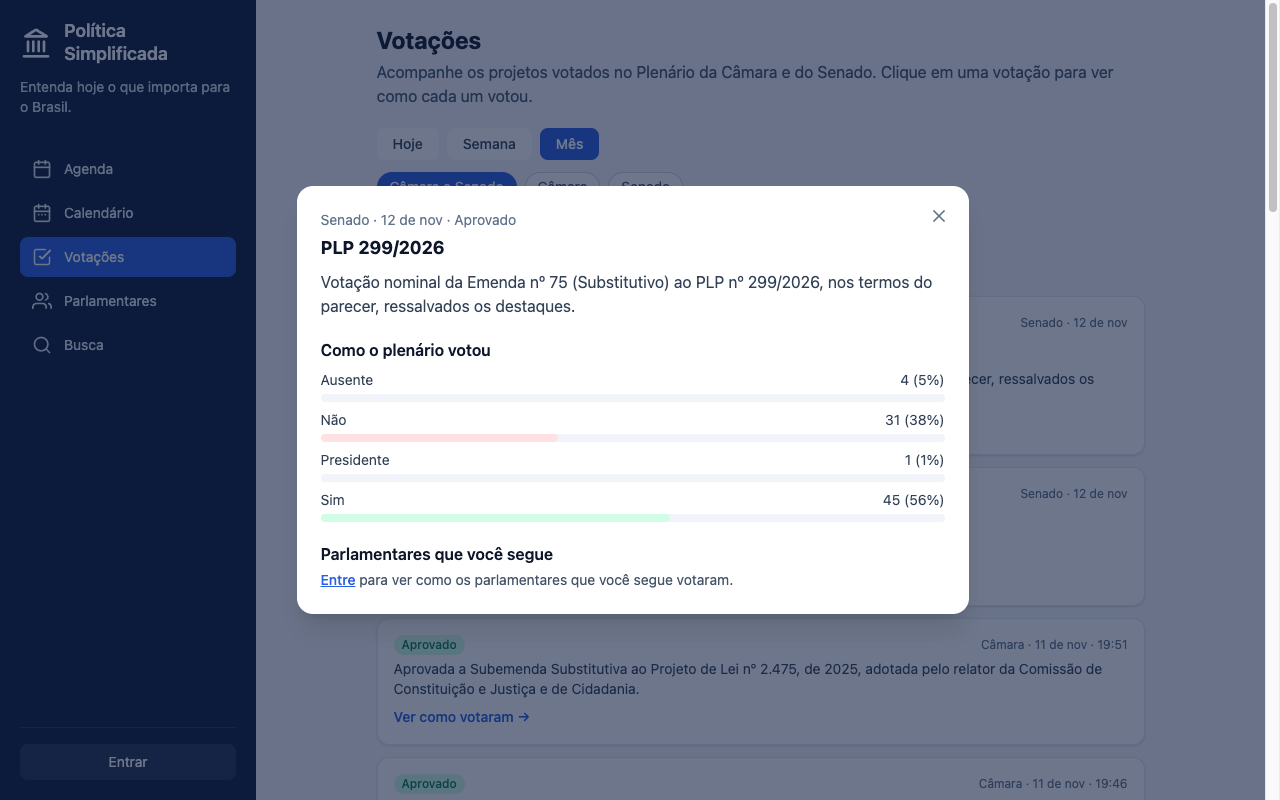 Política
Simplificada
Entenda hoje o que importa para
o Brasil.
Agenda
Calendário
Votações
Parlamentares
Busca
Entrar
Votações
Acompanhe os projetos votados no Plenário da Câmara e do Senado. Clique em uma votação para ver
como cada um votou.
Hoje
Semana
Mês
Câmara e Senado
Câmara
Senado
Senado · 12 de nov · Aprovado
PLP 299/2026
Votação nominal da Emenda nº 75 (Substitutivo) ao PLP nº 299/2026, nos termos do
parecer, ressalvados os destaques.
Como o plenário votou
Ausente 4 (5%)
Não 31 (38%)
Presidente 1 (1%)
Sim 45 (56%)
Parlamentares que você segue
Entre para ver como os parlamentares que você segue votaram.
Senado · 12 de nov
ecer, ressalvados os
Senado · 12 de nov
Aprovado Câmara · 11 de nov · 19:51
Aprovada a Subemenda Substitutiva ao Projeto de Lei nº 2.475, de 2025, adotada pelo relator da Comissão de
Constituição e Justiça e de Cidadania.
Ver como votaram →
Aprovado Câmara · 11 de nov · 19:46